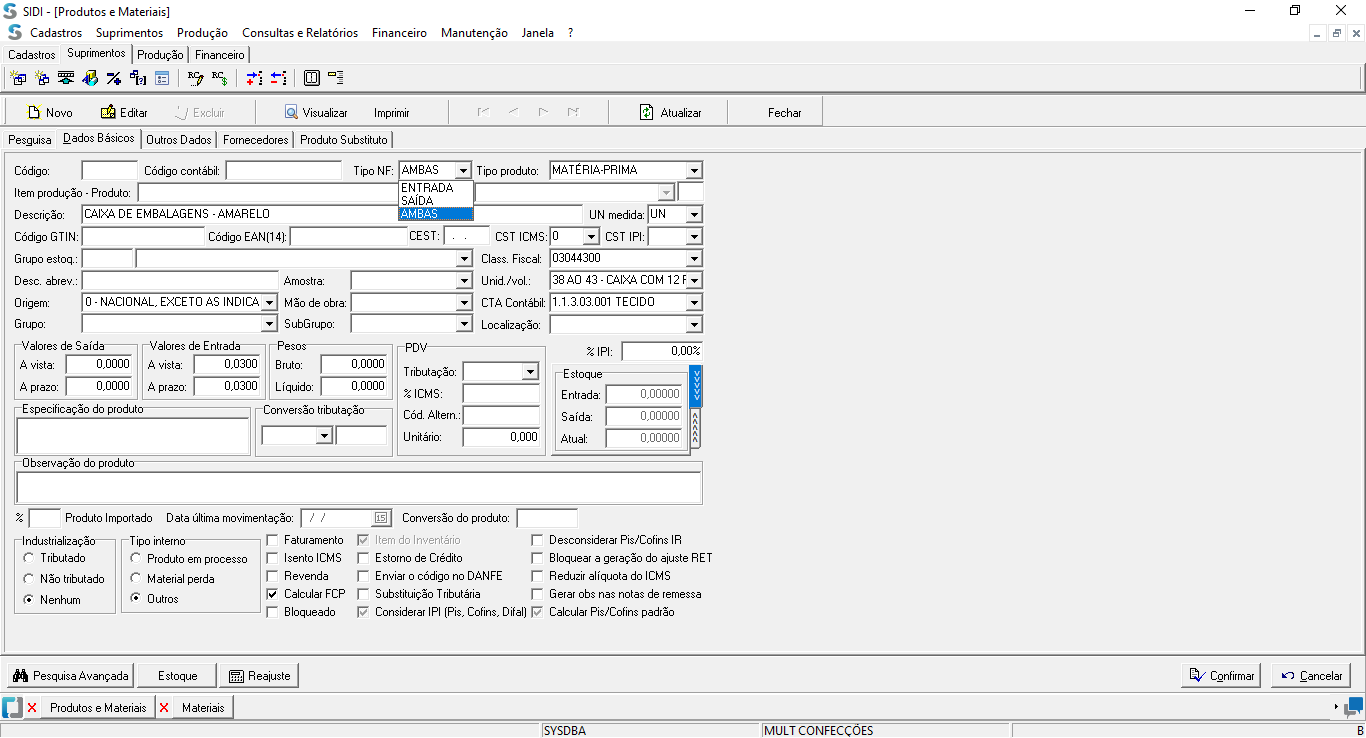 SIDI - [Produtos e Materiais]
Cadastros Suprimentos Produção Consultas e Relatórios Financeiro Manutenção Janela ?
Cadastros Suprimentos Produção Financeiro
Novo Editar Excluir Visualizar Imprimir Atualizar Fechar
Pesquisa Dados Básicos Outros Dados Fornecedores Produto Substituto
Código: Código contábil: Tipo NF: AMBAS Tipo produto: MATÉRIA-PRIMA
ENTRADA
SAÍDA
AMBAS
Item produção - Produto:
Descrição: CAIXA DE EMBALAGENS - AMARELO UN medida: UN
Código GTIN: Código EAN(14): CEST: . . CST ICMS: 0 CST IPI:
Grupo estoq.: Class. Fiscal: 03044300
Desc. abrev.: Amostra: Unid./vol.: 38 AO 43 - CAIXA COM 12 F
Origem: 0 - NACIONAL, EXCETO AS INDICA Mão de obra: CTA Contábil: 1.1.3.03.001 TECIDO
Grupo: SubGrupo: Localização:
Valores de Saída Valores de Entrada Pesos PDV % IPI: 0,00%
A vista: 0,0000 A vista: 0,0300 Bruto: 0,0000 Tributação:
A prazo: 0,0000 A prazo: 0,0300 Líquido: 0,0000 % ICMS:
Estoque
Entrada: 0,00000
Saída: 0,00000
Atual: 0,00000
Especificação do produto Conversão tributação Cód. Altern.:
Unitário: 0,000
Observação do produto
% Produto Importado Data última movimentação: / / 15 Conversão do produto:
Industrialização Tipo interno
Tributado Produto em processo
Não tributado Material perda
Nenhum Outros
Faturamento Item do Inventário Desconsiderar Pis/Cofins IR
Isento ICMS Estorno de Crédito Bloquear a geração do ajuste RET
Revenda Enviar o código no DANFE Reduzir alíquota do ICMS
Calcular FCP Substituição Tributária Gerar obs nas notas de remessa
Bloqueado Considerar IPI (Pis, Cofins, Difal) Calcular Pis/Cofins padrão
Pesquisa Avançada Estoque Reajuste Confirmar Cancelar
Produtos e Materiais Materiais
SYSDBA MULT CONFECÇÕES B